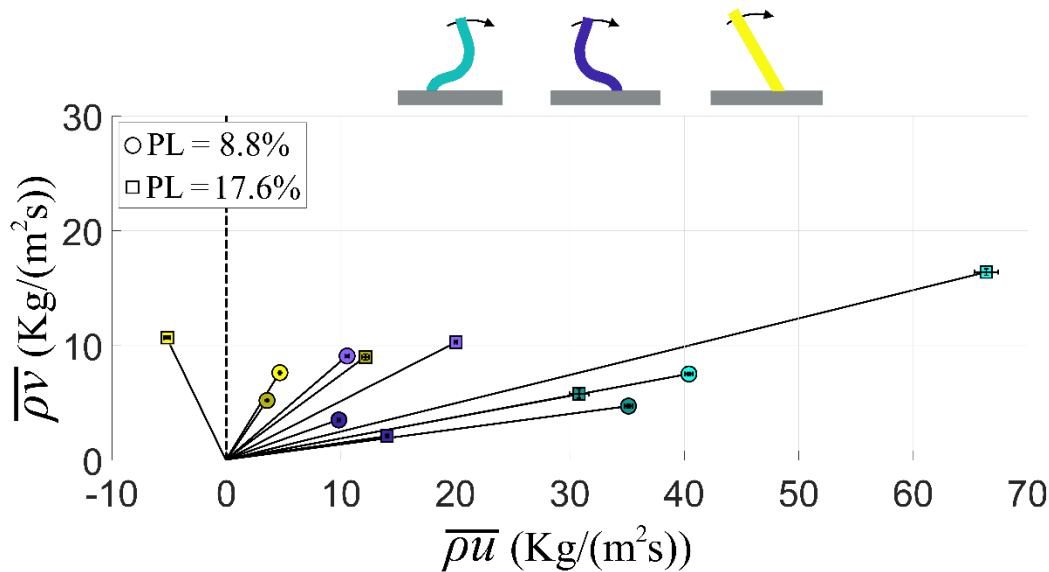 PL = 8.8%
PL = 17.6%
30
20
10
0
-10 0 10 20 30 40 50 60 70
ρv (Kg/(m²s))
ρu (Kg/(m²s))